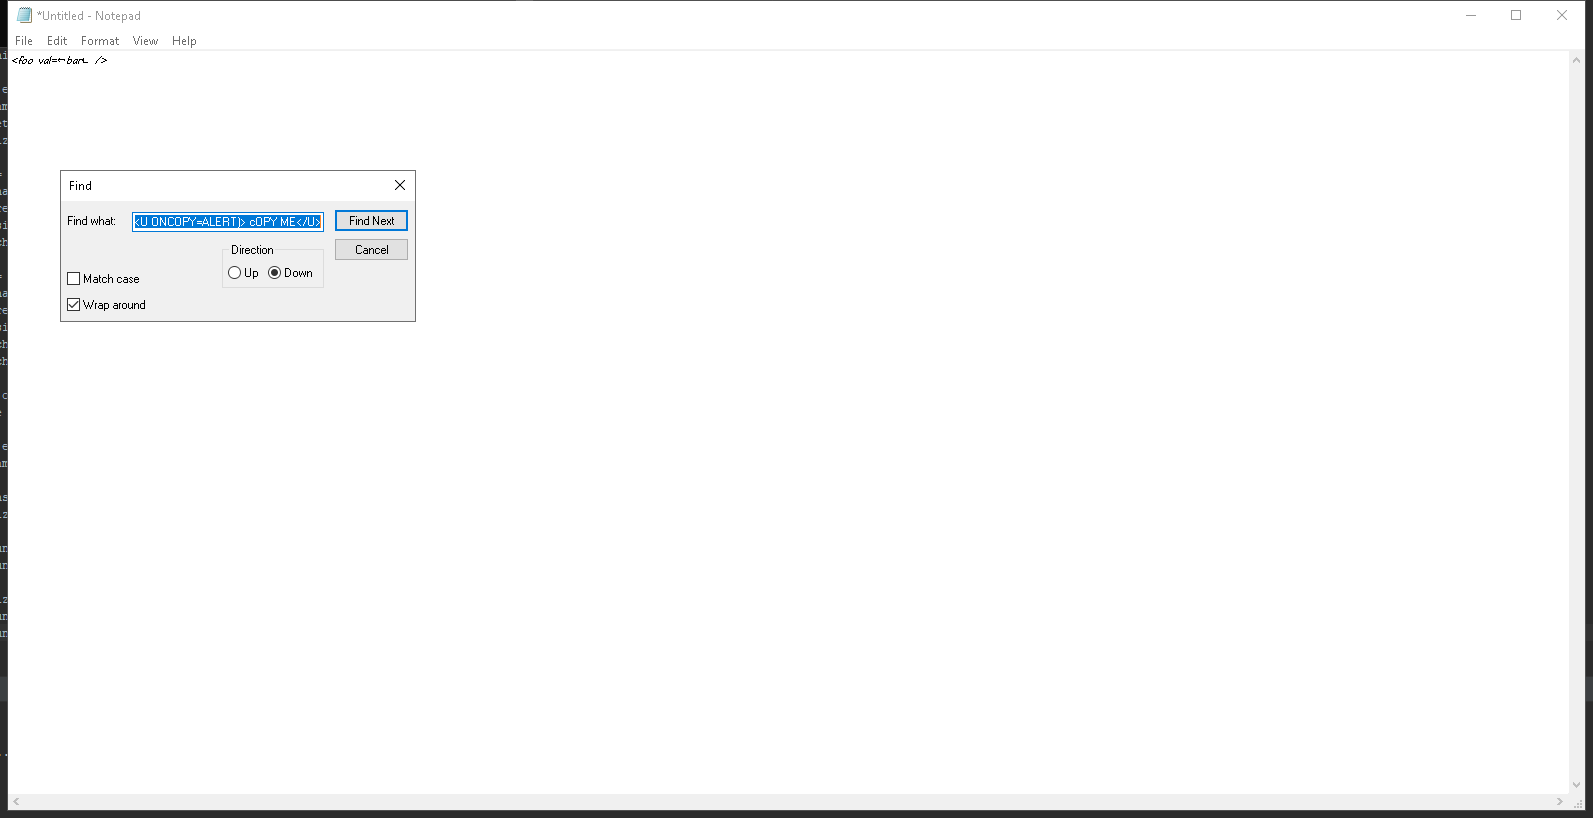 *Untitled - Notepad
File Edit Format View Help
<foo val=←bar← />
Find
Find what: <U ONCOPY=ALERT)> cOPY ME</U> Find Next
Direction Cancel
Up Down
Match case
Wrap around